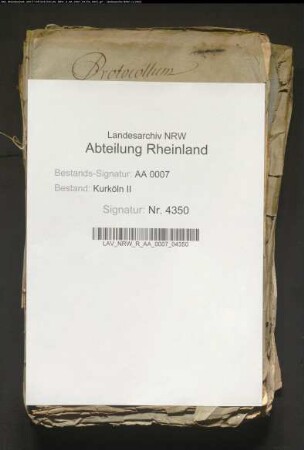 Protocollum
Landesarchiv NRW
Abteilung Rheinland
Bestands-Signatur: AA 0007
Bestand: Kurköln II
Signatur: Nr. 4350
LAV_NRW_R_AA_0007_04350